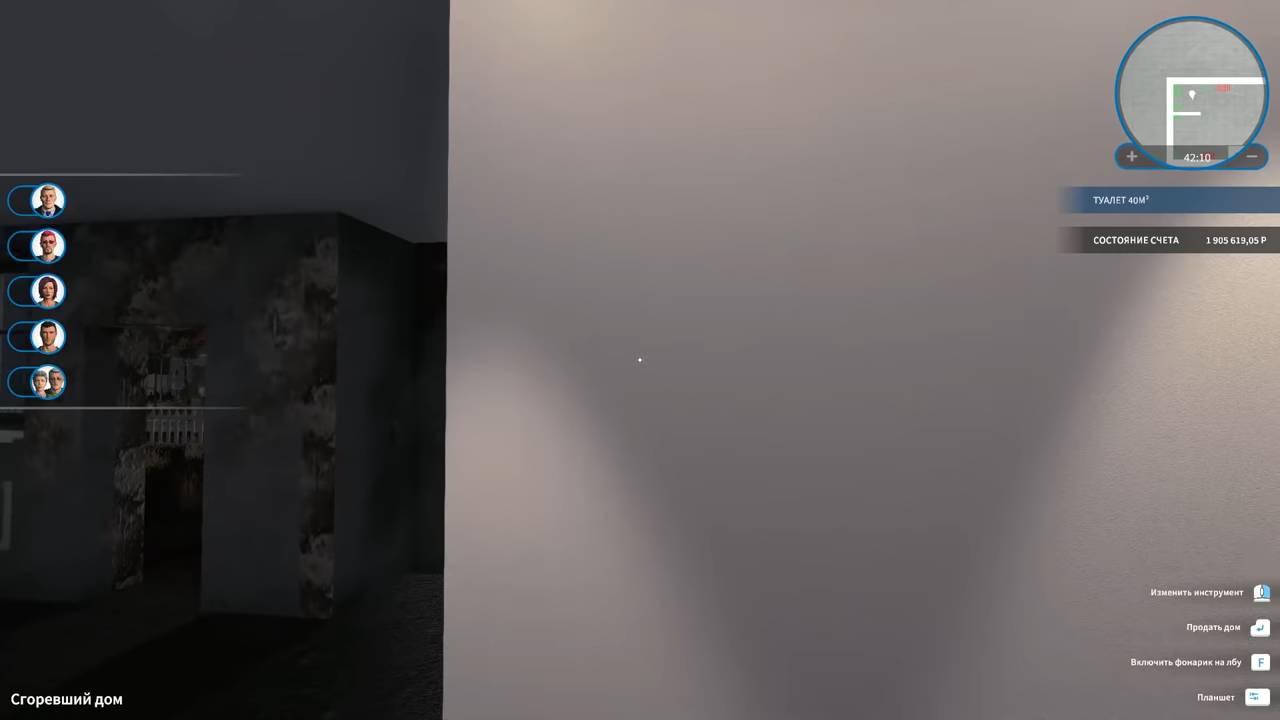 42:10
ТУАЛЕТ 40М³
СОСТОЯНИЕ СЧЕТА 1 905 619,05 Р
Изменить инструмент
Продать дом
Включить фонарик на лбу F
Планшет
Сгоревший дом